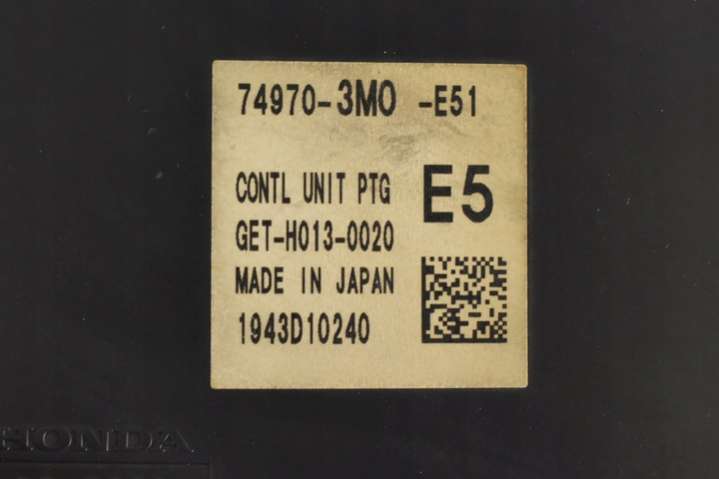 74970-3M0 -E51
CONTL UNIT PTG E5
GET-H013-0020
MADE IN JAPAN
1943D10240
HONDA